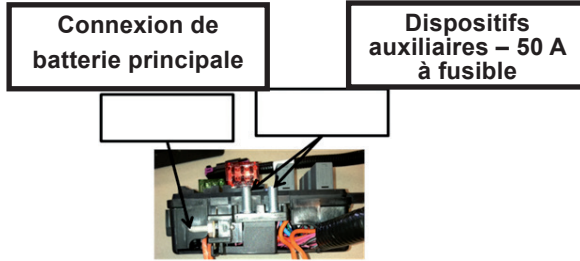 Connexion de
batterie principale
Dispositifs
auxiliaires – 50 A
à fusible